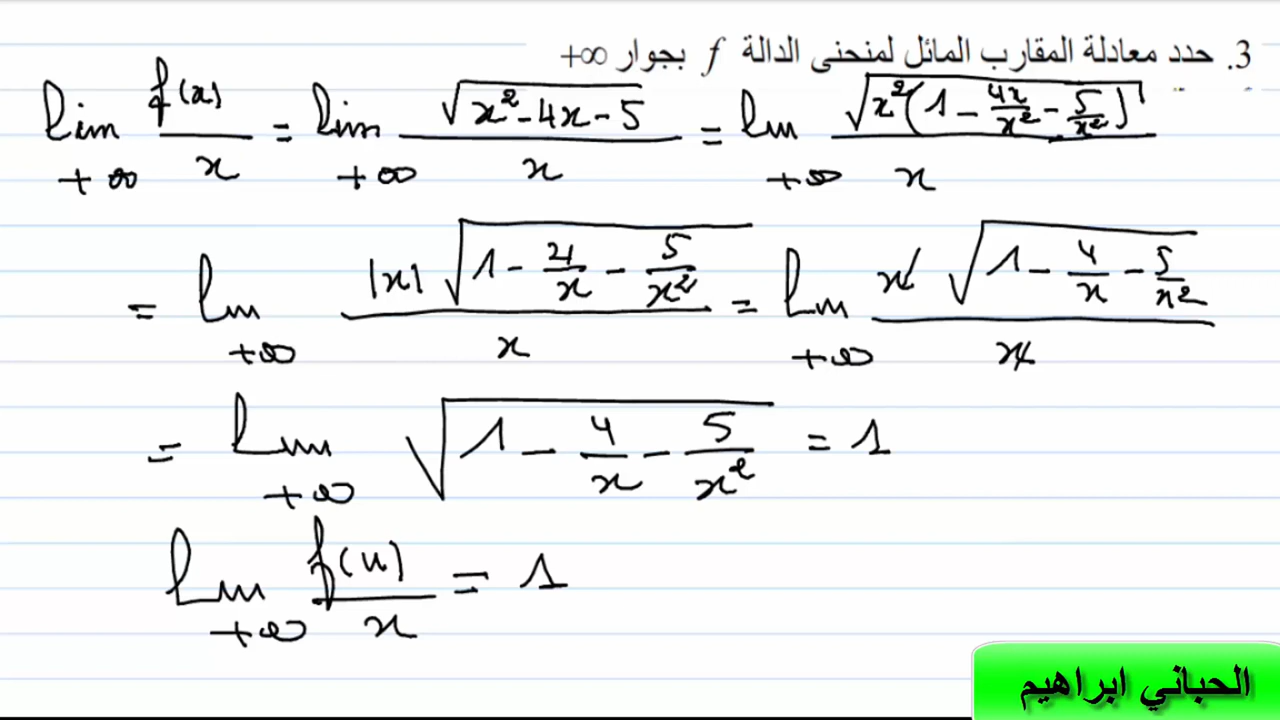 3. حدد معادلة المقارب المائل لمنحنى الدالة f بجوار +∞
lim +∞ f(x)/x = lim +∞ √(x² - 4x - 5)/x = lim +∞ √(x²(1 - 4x/x² - 5/x²))/x
= lim +∞ |x| √(1 - 4/x - 5/x²)/x = lim +∞ x √(1 - 4/x - 5/x²)/x
= lim +∞ √(1 - 4/x - 5/x²) = 1
lim +∞ f(x)/x = 1
الحباني ابراهيم